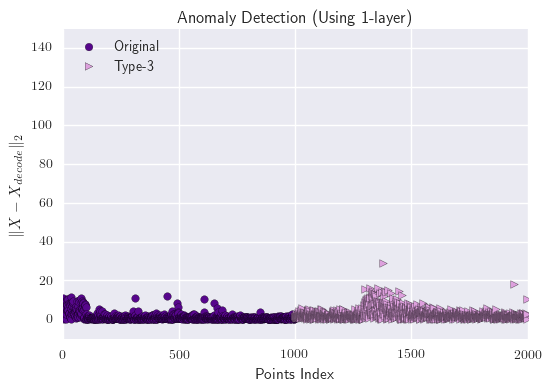 Anomaly Detection (Using 1-layer)
140
120
100
80
60
40
20
0
‖X − X_decode‖_2
Original
Type-3
0 500 1000 1500 2000
Points Index